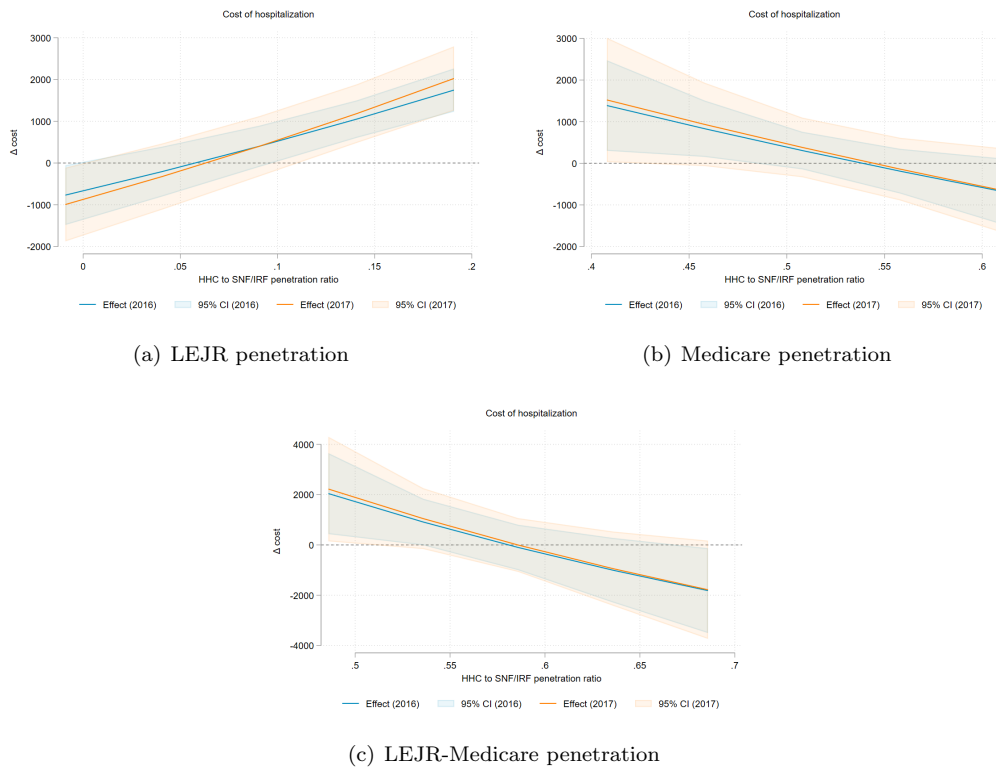 Cost of hospitalization
3000
2000
1000
0
-1000
-2000
Δ cost
0 .05 .1 .15 .2
HHC to SNF/IRF penetration ratio
Effect (2016) 95% CI (2016) Effect (2017) 95% CI (2017)
(a) LEJR penetration
Cost of hospitalization
3000
2000
1000
0
-1000
-2000
Δ cost
.4 .45 .5 .55 .6
HHC to SNF/IRF penetration ratio
Effect (2016) 95% CI (2016) Effect (2017) 95% CI (2017)
(b) Medicare penetration
Cost of hospitalization
4000
2000
0
-2000
-4000
Δ cost
.5 .55 .6 .65 .7
HHC to SNF/IRF penetration ratio
Effect (2016) 95% CI (2016) Effect (2017) 95% CI (2017)
(c) LEJR-Medicare penetration